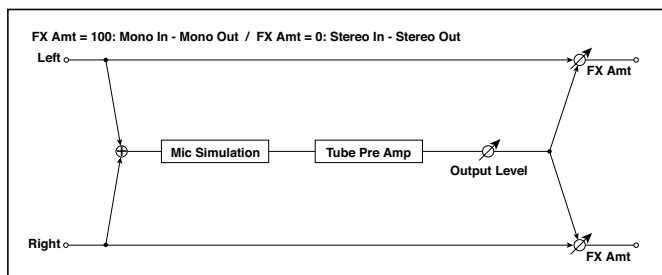 FX Amt = 100: Mono In - Mono Out / FX Amt = 0: Stereo In - Stereo Out
Left
FX Amt
Mic Simulation
Tube Pre Amp
Output Level
Right
FX Amt